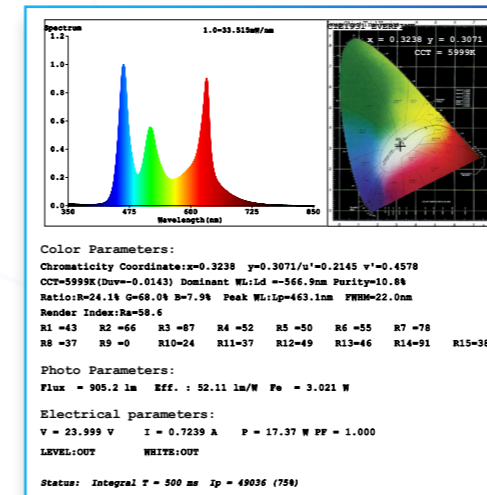 Spectrum
1.0=33.515mW/nm
1.2
1.0
0.8
0.6
0.4
0.2
0.0
350 475 600 725 850
Wavelength(nm)
CIE1931 EVERFINE
x = 0.3238 y = 0.3071
CCT = 5999K
Color Parameters:
Chromaticity Coordinate:x=0.3238 y=0.3071/u'=0.2145 v'=0.4578
CCT=5999K(Duv=-0.0143) Dominant WL:Ld =-566.9nm Purity=10.8%
Ratio:R=24.1% G=68.0% B=7.9% Peak WL:Lp=463.1nm FWHM=22.0nm
Render Index:Ra=58.6
R1 =43 R2 =66 R3 =87 R4 =52 R5 =50 R6 =55 R7 =78
R8 =37 R9 =0 R10=24 R11=37 R12=49 R13=46 R14=91 R15=38
Photo Parameters:
Flux = 905.2 lm Eff. : 52.11 lm/W Fe = 3.021 W
Electrical parameters:
V = 23.999 V I = 0.7239 A P = 17.37 W PF = 1.000
LEVEL:OUT WHITE:OUT
Status: Integral T = 500 ms Ip = 49036 (75%)